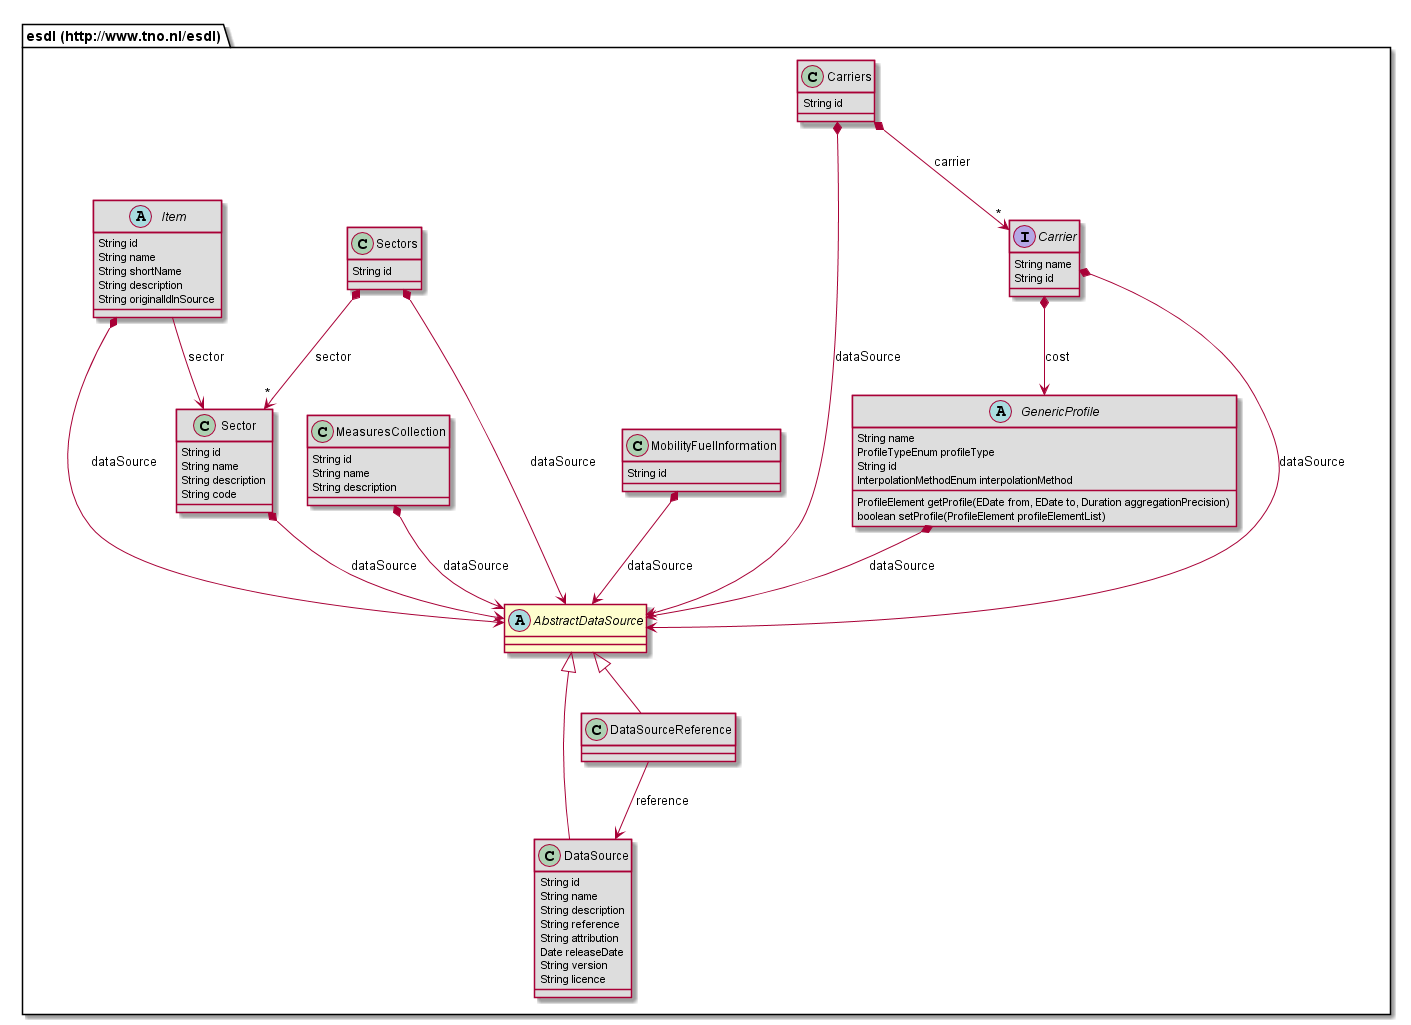 esdl (http://www.tno.nl/esdl)
C Carriers
String id
carrier
*
A Item
String id
String name
String shortName
String description
String originalIdInSource
C Sectors
String id
I Carrier
String name
String id
sector
sector
dataSource
cost
*
C Sector
String id
String name
String description
String code
C MeasuresCollection
String id
String name
String description
C MobilityFuelInformation
String id
A GenericProfile
String name
ProfileTypeEnum profileType
String id
InterpolationMethodEnum interpolationMethod
ProfileElement getProfile(EDate from, EDate to, Duration aggregationPrecision)
boolean setProfile(ProfileElement profileElementList)
dataSource
dataSource
dataSource
dataSource
dataSource
dataSource
dataSource
A AbstractDataSource
C DataSourceReference
reference
C DataSource
String id
String name
String description
String reference
String attribution
Date releaseDate
String version
String licence